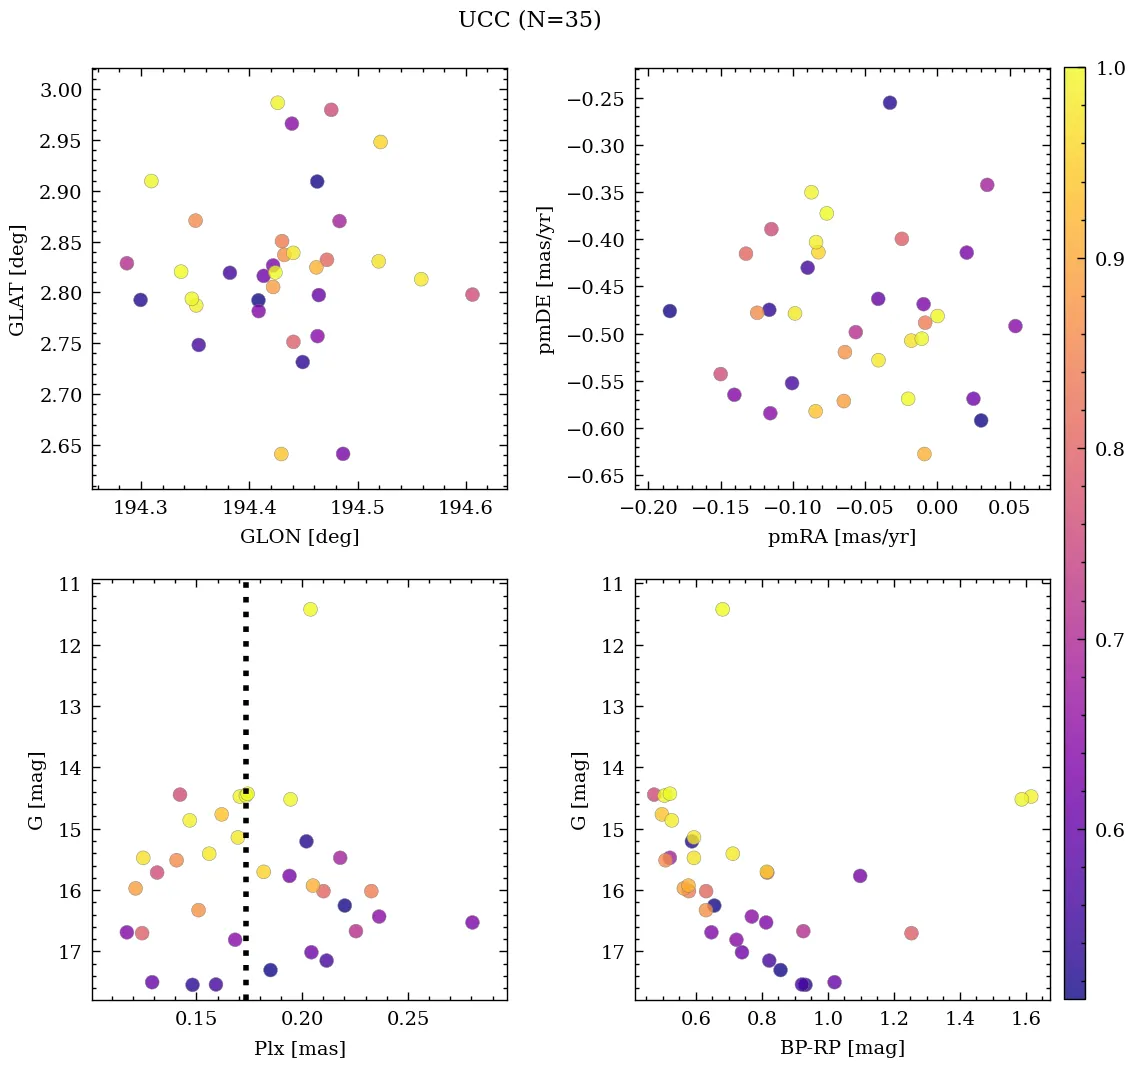 UCC (N=35)
3.00
2.95
2.90
2.85
2.80
2.75
2.70
2.65
GLAT [deg]
194.3 194.4 194.5 194.6
GLON [deg]
−0.25
−0.30
−0.35
−0.40
−0.45
−0.50
−0.55
−0.60
−0.65
pmDE [mas/yr]
−0.20 −0.15 −0.10 −0.05 0.00 0.05
pmRA [mas/yr]
1.0
0.9
0.8
0.7
0.6
11
12
13
14
15
16
17
G [mag]
0.15 0.20 0.25
Plx [mas]
11
12
13
14
15
16
17
G [mag]
0.6 0.8 1.0 1.2 1.4 1.6
BP-RP [mag]